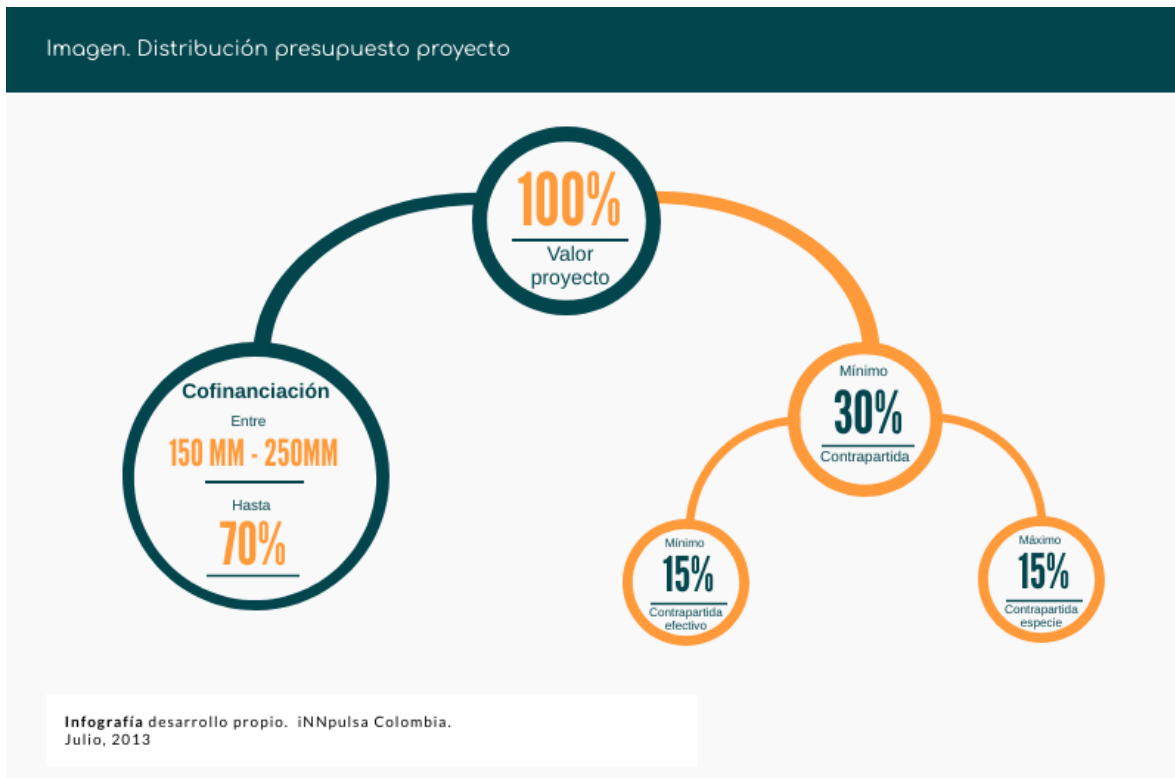 Imagen. Distribución presupuesto proyecto
100%
Valor
proyecto
Cofinanciación
Entre
150 MM - 250MM
Hasta
70%
Mínimo
30%
Contrapartida
Mínimo
15%
Contrapartida
efectivo
Máximo
15%
Contrapartida
especie
Infografía desarrollo propio. iNNpulsa Colombia.
Julio, 2013